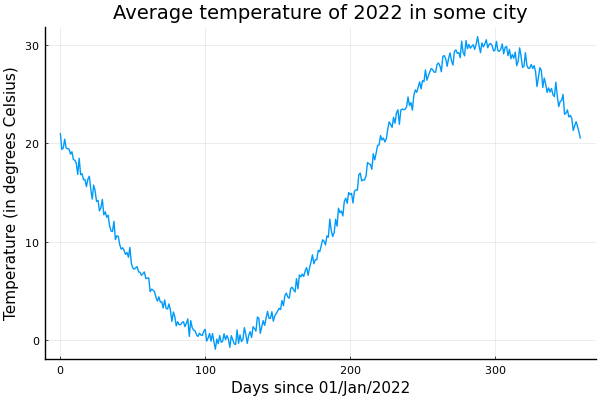 Average temperature of 2022 in some city
Temperature (in degrees Celsius)
30
20
10
0
0 100 200 300
Days since 01/Jan/2022